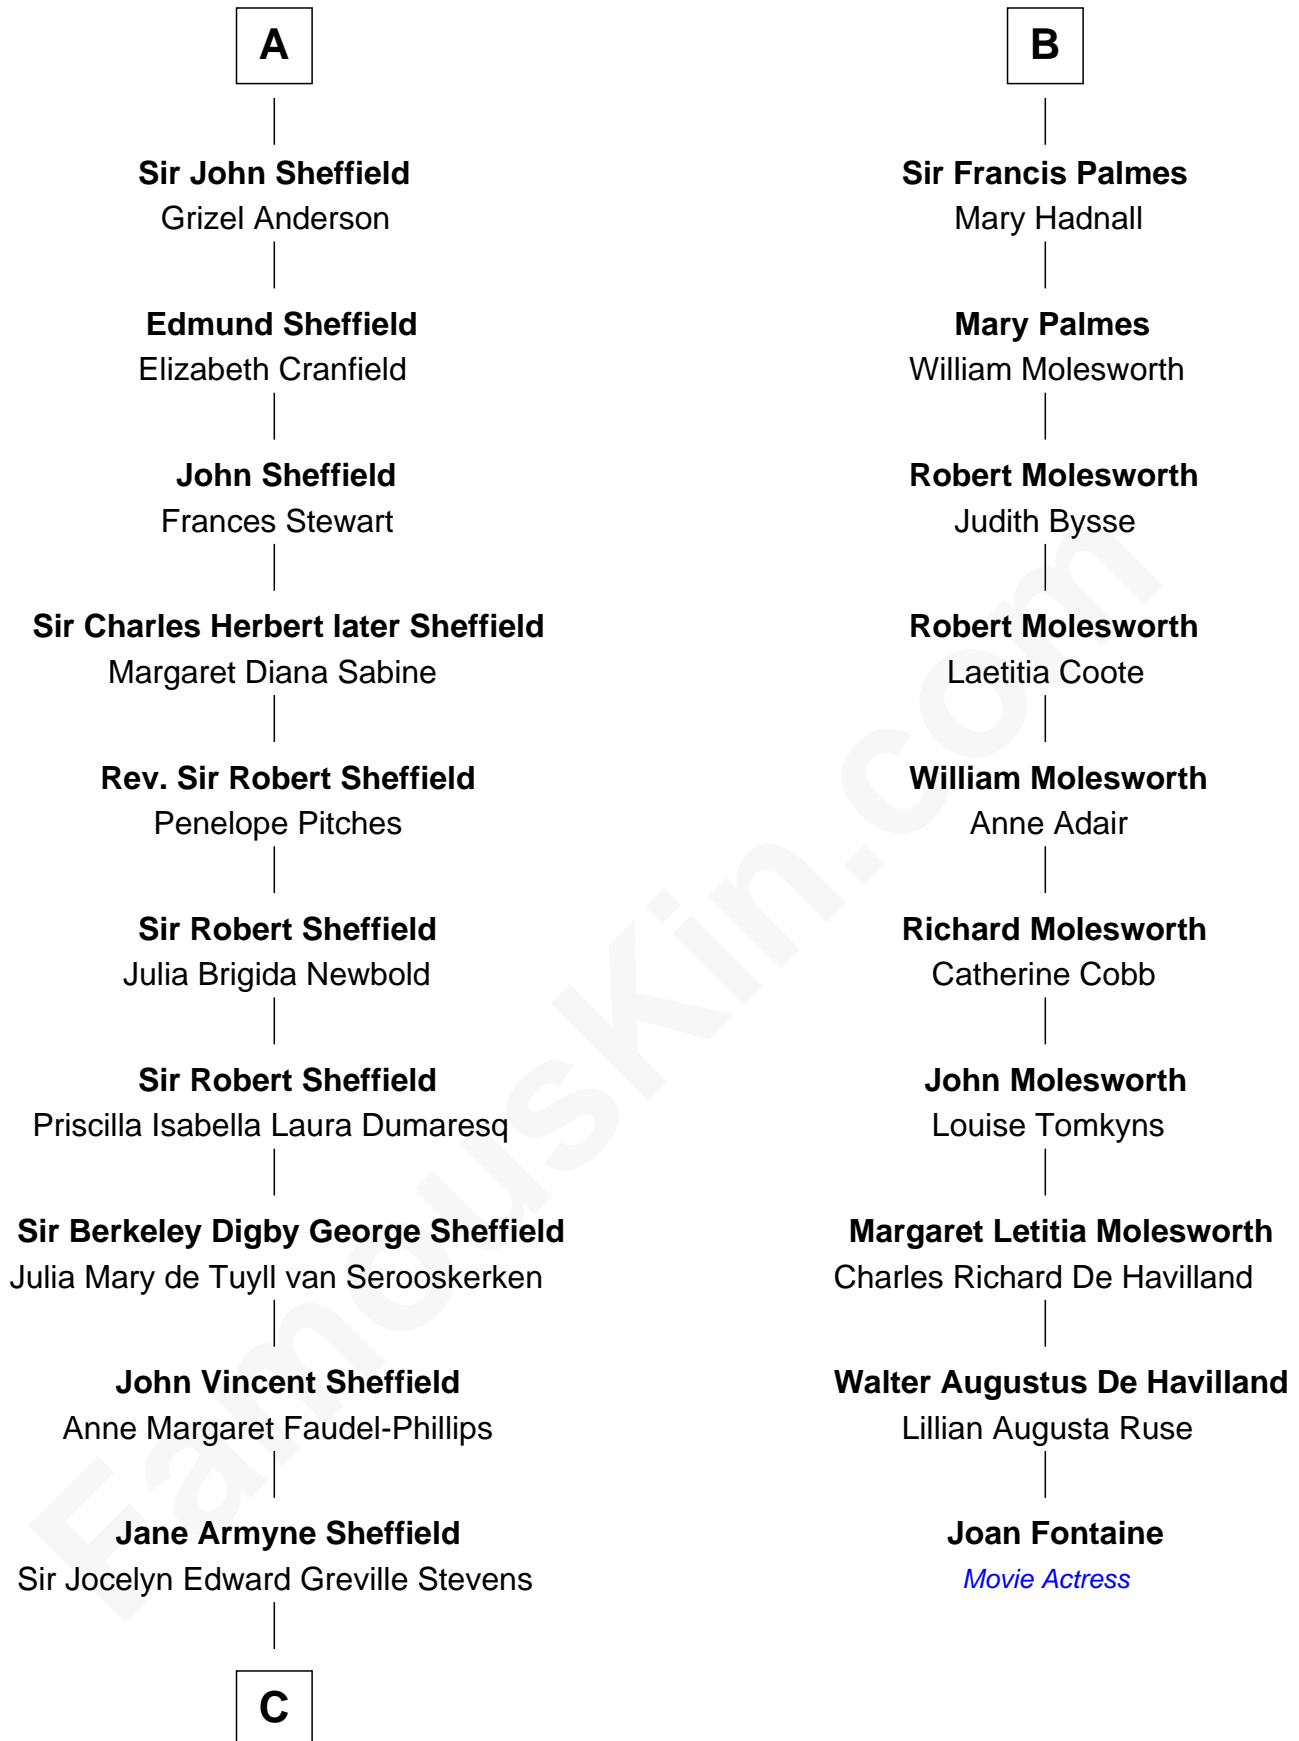 A
Sir John Sheffield
Grizel Anderson
Edmund Sheffield
Elizabeth Cranfield
John Sheffield
Frances Stewart
Sir Charles Herbert later Sheffield
Margaret Diana Sabine
Rev. Sir Robert Sheffield
Penelope Pitches
Sir Robert Sheffield
Julia Brigida Newbold
Sir Robert Sheffield
Priscilla Isabella Laura Dumaresq
Sir Berkeley Digby George Sheffield
Julia Mary de Tuyll van Serooskerken
John Vincent Sheffield
Anne Margaret Faudel-Phillips
Jane Armyne Sheffield
Sir Jocelyn Edward Greville Stevens
C
B
Sir Francis Palmes
Mary Hadnall
Mary Palmes
William Molesworth
Robert Molesworth
Judith Bysse
Robert Molesworth
Laetitia Coote
William Molesworth
Anne Adair
Richard Molesworth
Catherine Cobb
John Molesworth
Louise Tomkyns
Margaret Letitia Molesworth
Charles Richard De Havilland
Walter Augustus De Havilland
Lillian Augusta Ruse
Joan Fontaine
Movie Actress
FamousKin.com